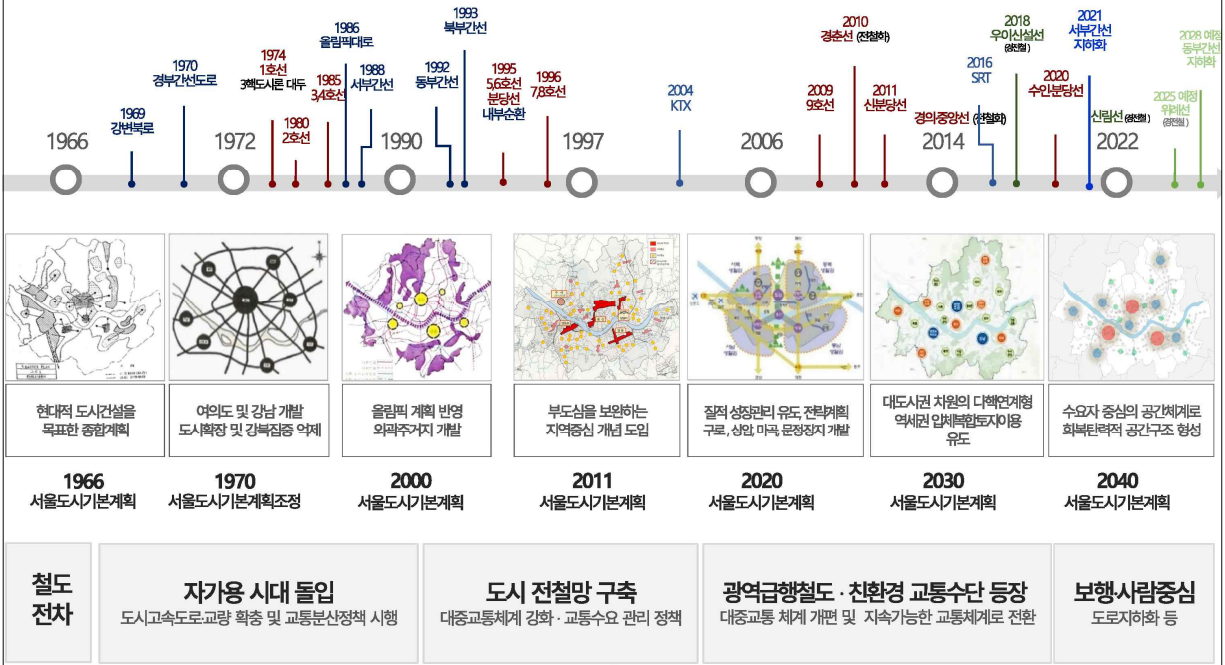 1966
1972
1990
1997
2006
2014
2022
1969
강변북로
1970
경부간선도로
1974
1호선
3핵도시론 대두
1980
2호선
1985
3,4호선
1986
올림픽대로
1988
서부간선
1992
동부간선
1993
북부간선
1995
5,6호선
분당선
내부순환
1996
7,8호선
2004
KTX
2009
9호선
2010
경춘선 (전철화)
2011
신분당선
경의·중앙선 (전철화)
2016
SRT
2018
우이신설선
(경전철)
2020
수인분당선
2021
서부간선
지하화
신림선 (경전철)
2025 예정
위례선
(경전철)
2028 예정
동부간선
지하화
현대적 도시건설을
목표한 종합계획
여의도 및 강남 개발
도시확장 및 강북집중 억제
올림픽 계획 반영
외곽주거지 개발
부도심을 보완하는
지역중심 개념 도입
질적 성장관리 유도 전략계획
구로, 상암, 마곡, 문정장지 개발
대도시권 차원의 다핵연계형
역세권 입체복합토지이용
유도
수요자 중심의 공간체계로
회복탄력적 공간구조 형성
1966
서울도시기본계획
1970
서울도시기본계획조정
2000
서울도시기본계획
2011
서울도시기본계획
2020
서울도시기본계획
2030
서울도시기본계획
2040
서울도시기본계획
철도
전차
자가용 시대 돌입
도시고속도로·교량 확충 및 교통분산정책 시행
도시 전철망 구축
대중교통체계 강화 · 교통수요 관리 정책
광역급행철도 · 친환경 교통수단 등장
대중교통 체계 개편 및 지속가능한 교통체계로 전환
보행·사람중심
도로지하화 등